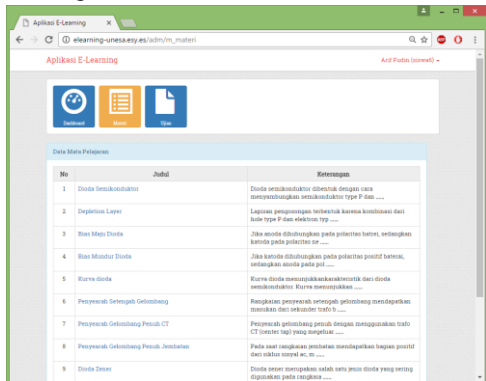 Aplikasi E-Learning
elearning-unesa.esy.es/adm/m_materi
Aplikasi E-Learning
Arif Fudin (siswa6)
Dashboard
Materi
Ujian
Data Mata Pelajaran
No Judul Keterangan
1 Dioda Semikonduktor Dioda semikonduktor dibentuk dengan cara
menyambungkan semikonduktor type P dan ......
2 Depletion Layer Lapisan pengosongan terbentuk karena kombinasi dari
hole type P dan elektron typ ......
3 Bias Maju Dioda Jika anoda dihubungkan pada polaritas batrei, sedangkan
katoda pada polaritas ne ......
4 Bias Mundur Dioda Jika katoda dihubungkan pada polaritas positif baterai,
sedangkan anoda pada pol ......
5 Kurva dioda Kurva dioda menunjukkankarakteristik dari dioda
semikonduktor. Kurva menunjukkan ......
6 Penyearah Setengah Gelombang Rangkaian penyearah setengah gelombang mendapatkan
masukan dari sekunder trafo b ......
7 Penyearah Gelombang Penuh CT Penyearah gelombang penuh dengan menggunakan trafo
CT (center tap) yang megeluar ......
8 Penyearah Gelombang Penuh Jembatan Pada saat rangkaian jembatan mendapatkan bagian positif
dari siklus sinyal ac, m ......
9 Dioda Zener Dioda zener merupakan salah satu jenis dioda yang sering
digunakan pada rangkaia ......